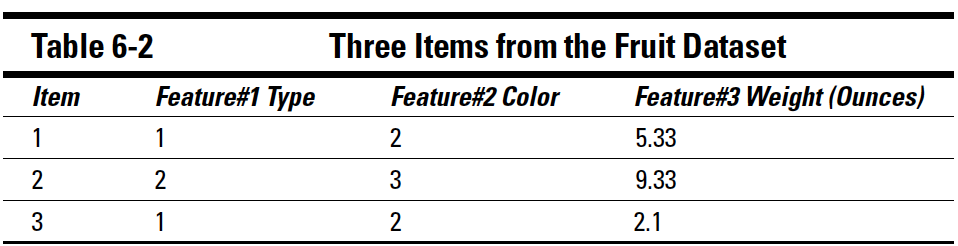 Table 6-2 Three Items from the Fruit Dataset
Item Feature#1 Type Feature#2 Color Feature#3 Weight (Ounces)
1 1 2 5.33
2 2 3 9.33
3 1 2 2.1